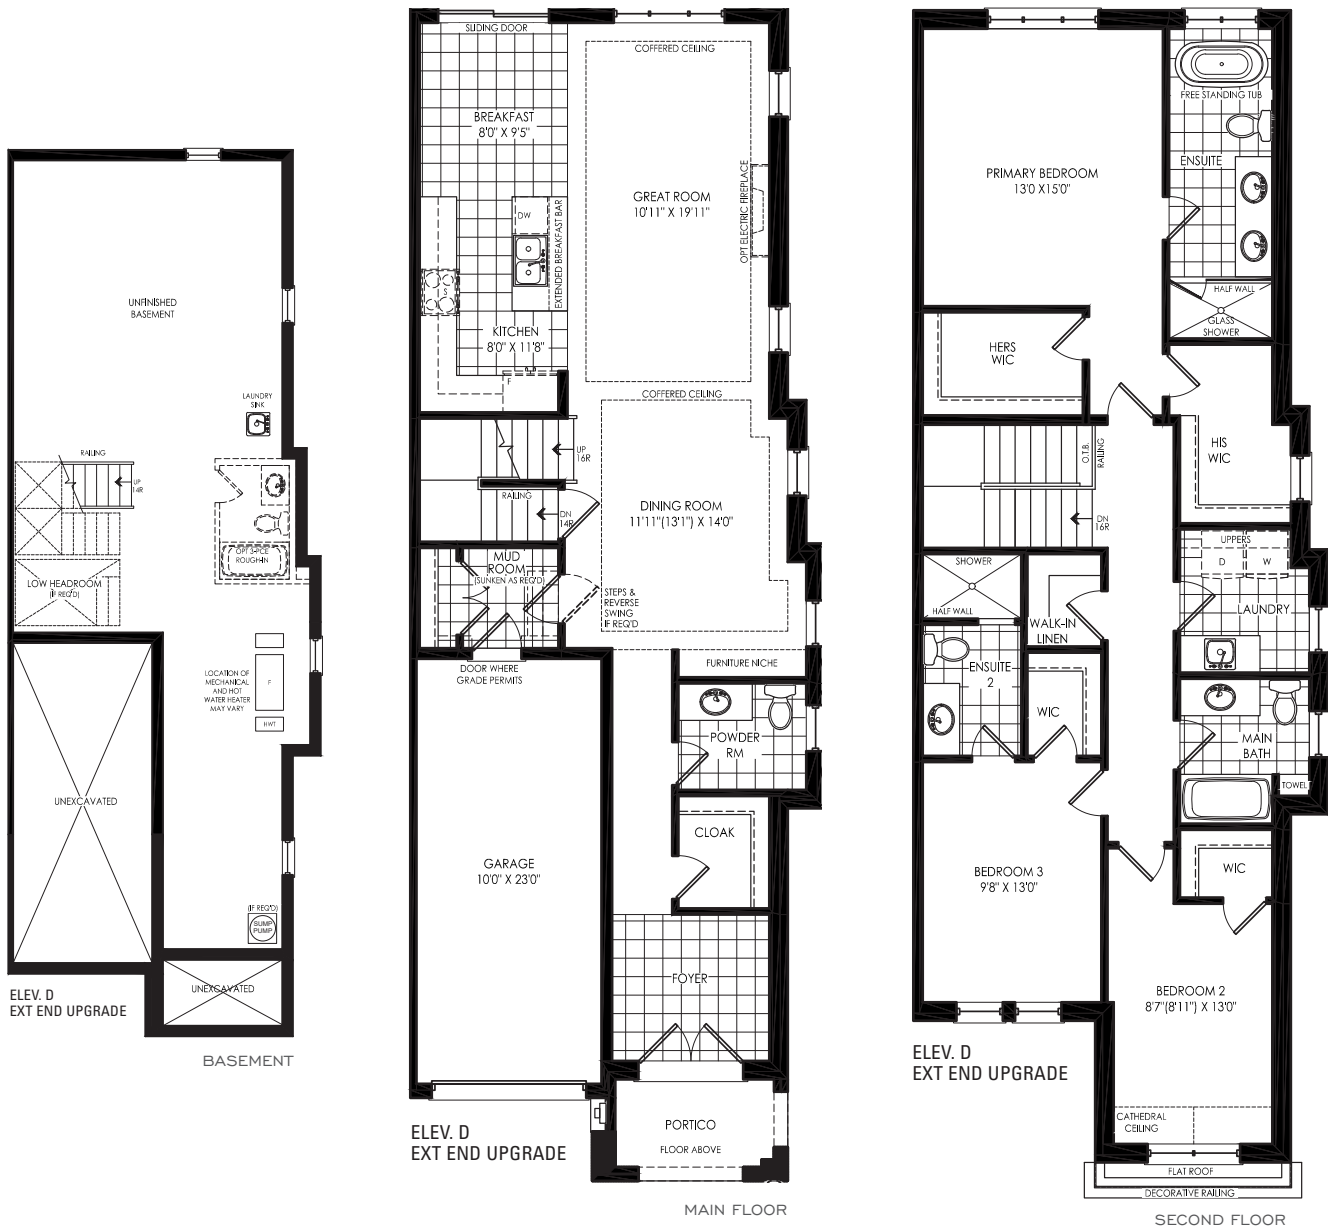 UNFINISHED
BASEMENT
LAUNDRY
SINK
RAILING
UP
14R
OPT 3-PCE
ROUGH-IN
LOW HEADROOM
(IF REQ'D)
LOCATION OF
MECHANICAL
AND HOT
WATER HEATER
MAY VARY
F
HWT
UNEXCAVATED
(IF REQ'D)
SUMP
PUMP
UNEXCAVATED
ELEV. D
EXT END UPGRADE
BASEMENT
SLIDING DOOR
COFFERED CEILING
BREAKFAST
8'0" X 9'5"
GREAT ROOM
10'11" X 19'11"
OPT ELECTRIC FIREPLACE
DW
EXTENDED BREAKFAST BAR
S
KITCHEN
8'0" X 11'8"
F
COFFERED CEILING
UP
16R
RAILING
DN
14R
DINING ROOM
11'11"(13'1") X 14'0"
MUD
ROOM
(SUNKEN AS REQ'D)
STEPS &
REVERSE
SWING
IF REQ'D
DOOR WHERE
GRADE PERMITS
FURNITURE NICHE
POWDER
RM
CLOAK
GARAGE
10'0" X 23'0"
FOYER
PORTICO
FLOOR ABOVE
ELEV. D
EXT END UPGRADE
MAIN FLOOR
FREE STANDING TUB
ENSUITE
PRIMARY BEDROOM
13'0 X15'0"
HALF WALL
GLASS
SHOWER
HERS
WIC
HIS
WIC
O.T.B.
RAILING
DN
16R
UPPERS
D
W
LAUNDRY
SHOWER
HALF WALL
WALK-IN
LINEN
ENSUITE
2
WIC
MAIN
BATH
TOWEL
WIC
BEDROOM 3
9'8" X 13'0"
BEDROOM 2
8'7"(8'11") X 13'0"
CATHEDRAL
CEILING
FLAT ROOF
DECORATIVE RAILING
ELEV. D
EXT END UPGRADE
SECOND FLOOR